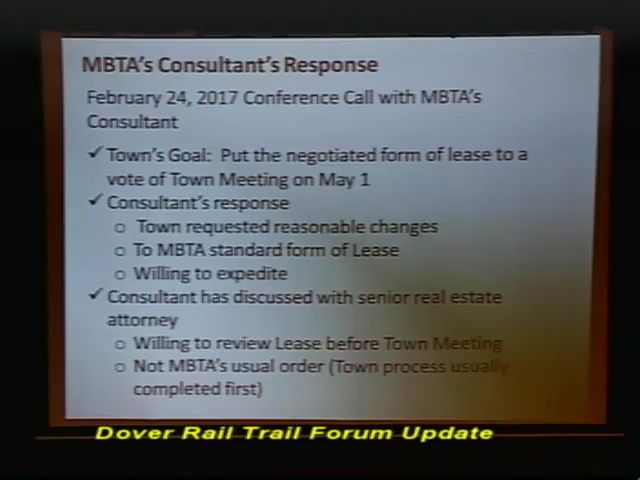 MBTA's Consultant's Response
February 24, 2017 Conference Call with MBTA's
Consultant
✓ Town's Goal: Put the negotiated form of lease to a
vote of Town Meeting on May 1
✓ Consultant's response
o Town requested reasonable changes
o To MBTA standard form of Lease
o Willing to expedite
✓ Consultant has discussed with senior real estate
attorney
o Willing to review Lease before Town Meeting
o Not MBTA's usual order (Town process usually
completed first)
Dover Rail Trail Forum Update